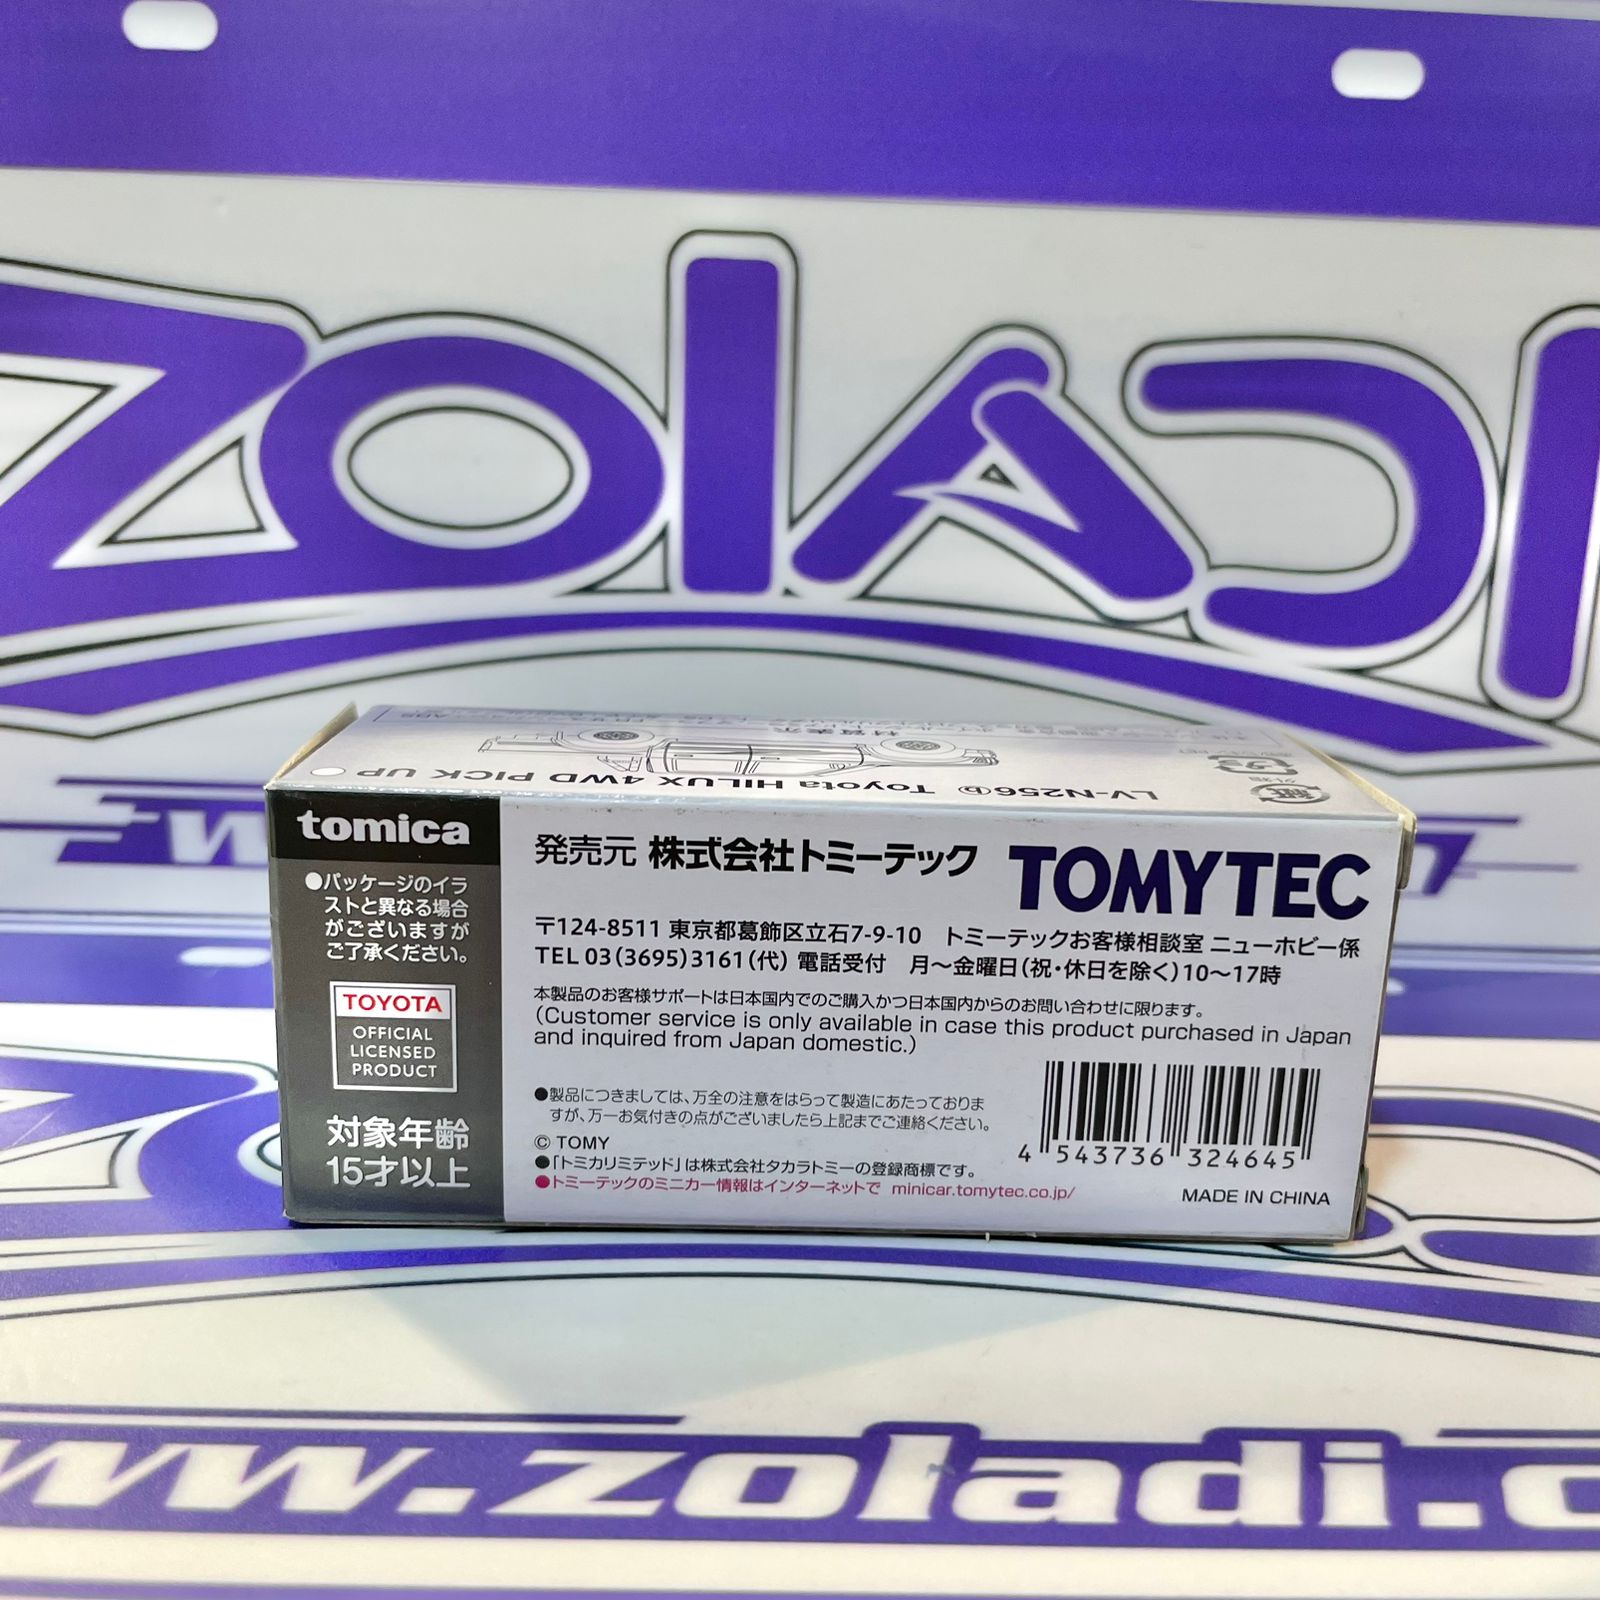 ZOLADI
LV-N256ⓑ Toyota HILUX 4WD PICK UP
材質表示
tomica
●パッケージのイラ
ストと異なる場合
がございますが
ご了承ください。
TOYOTA
OFFICIAL
LICENSED
PRODUCT
対象年齢
15才以上
発売元 株式会社トミーテック TOMYTEC
〒124-8511 東京都葛飾区立石7-9-10 トミーテックお客様相談室 ニューホビー係
TEL 03(3695)3161(代) 電話受付 月～金曜日(祝・休日を除く)10～17時
本製品のお客様サポートは日本国内でのご購入かつ日本国内からのお問い合わせに限ります。
(Customer service is only available in case this product purchased in Japan
and inquired from Japan domestic.)
●製品につきましては、万全の注意をはらって製造にあたっておりま
すが、万一お気付きの点がございましたら上記までご連絡ください。
© TOMY
●「トミカリミテッド」は株式会社タカラトミーの登録商標です。
●トミーテックのミニカー情報はインターネットで minicar.tomytec.co.jp/
4 543736 324645
MADE IN CHINA
www.zoladi.c